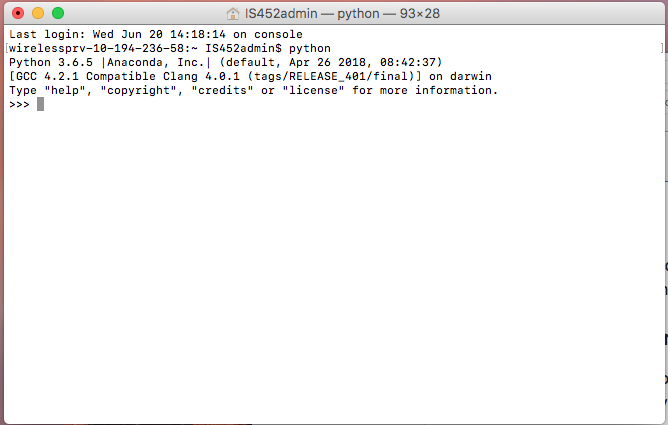 IS452admin — python — 93×28
Last login: Wed Jun 20 14:18:14 on console
[wirelessprv-10-194-236-58:~ IS452admin$ python ]
Python 3.6.5 |Anaconda, Inc.| (default, Apr 26 2018, 08:42:37)
[GCC 4.2.1 Compatible Clang 4.0.1 (tags/RELEASE_401/final)] on darwin
Type "help", "copyright", "credits" or "license" for more information.
>>>